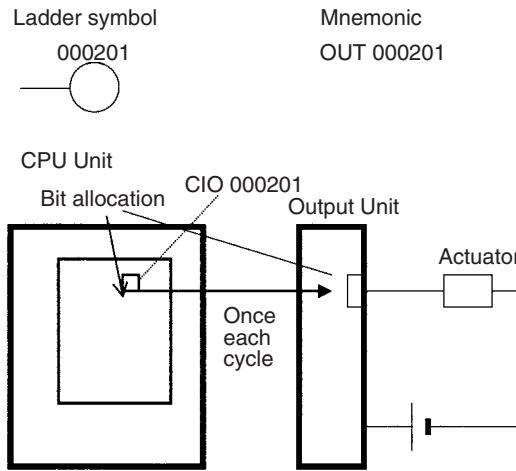 Ladder symbol
Mnemonic
000201
OUT 000201
CPU Unit
Bit allocation
CIO 000201
Output Unit
Actuator
Once
each
cycle